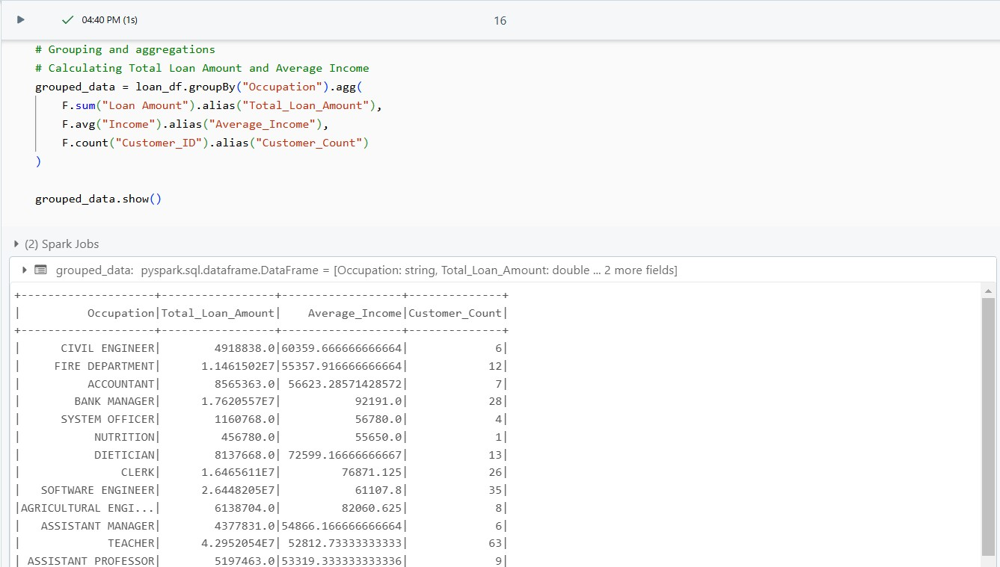 04:40 PM (1s)
16
# Grouping and aggregations
# Calculating Total Loan Amount and Average Income
grouped_data = loan_df.groupBy("Occupation").agg(
    F.sum("Loan Amount").alias("Total_Loan_Amount"),
    F.avg("Income").alias("Average_Income"),
    F.count("Customer_ID").alias("Customer_Count")
)
grouped_data.show()
(2) Spark Jobs
grouped_data: pyspark.sql.dataframe.DataFrame = [Occupation: string, Total_Loan_Amount: double ... 2 more fields]
+--------------------+-----------------+------------------+--------------+
|          Occupation|Total_Loan_Amount|    Average_Income|Customer_Count|
+--------------------+-----------------+------------------+--------------+
|      CIVIL ENGINEER|        4918838.0|60359.666666666664|             6|
|     FIRE DEPARTMENT|      1.1461502E7|55357.916666666664|            12|
|          ACCOUNTANT|        8565363.0| 56623.28571428572|             7|
|        BANK MANAGER|      1.7620557E7|           92191.0|            28|
|      SYSTEM OFFICER|        1160768.0|           56780.0|             4|
|           NUTRITION|         456780.0|           55650.0|             1|
|           DIETICIAN|        8137668.0| 72599.16666666667|            13|
|               CLERK|      1.6465611E7|         76871.125|            26|
|   SOFTWARE ENGINEER|      2.6448205E7|           61107.8|            35|
|AGRICULTURAL ENGI...|        6138704.0|         82060.625|             8|
|   ASSISTANT MANAGER|        4377831.0|54866.166666666664|             6|
|             TEACHER|      4.2952054E7| 52812.73333333333|            63|
| ASSISTANT PROFESSOR|        5197463.0|53319.333333333336|             9|